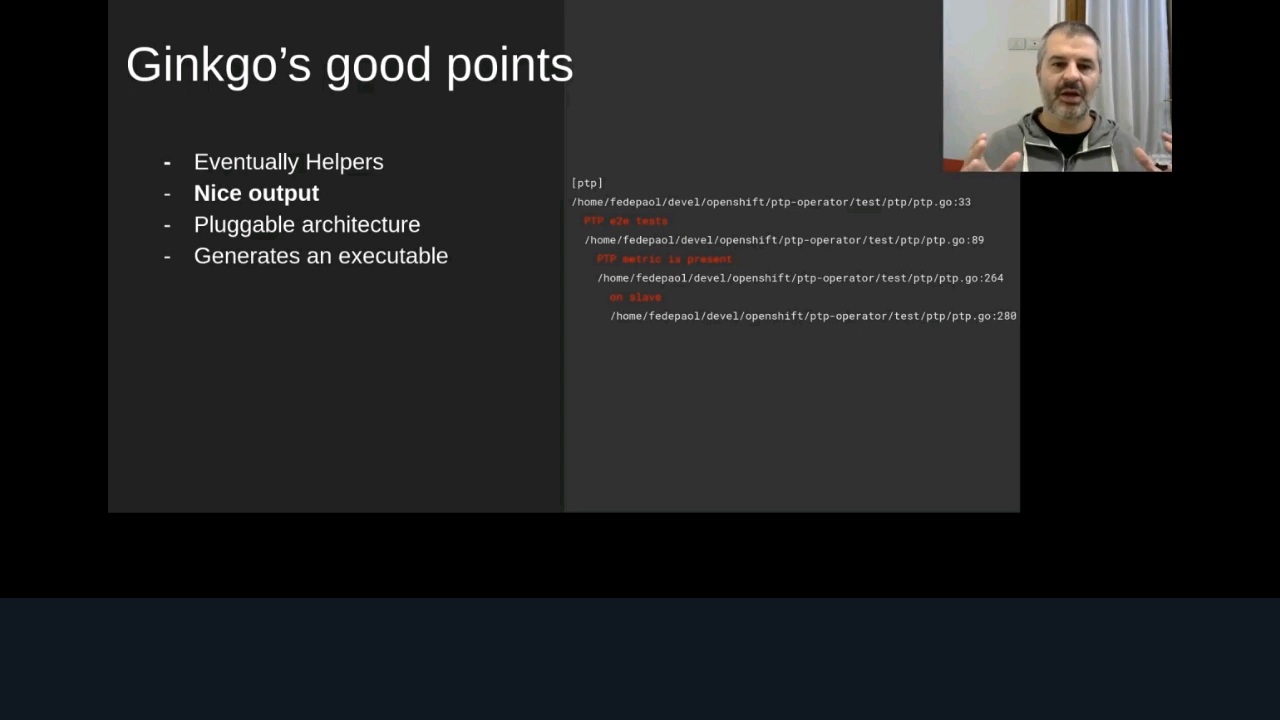 Ginkgo’s good points
- Eventually Helpers
- Nice output
- Pluggable architecture
- Generates an executable
[ptp]
/home/fedepaol/devel/openshift/ptp-operator/test/ptp/ptp.go:33
PTP e2e tests
/home/fedepaol/devel/openshift/ptp-operator/test/ptp/ptp.go:89
PTP metric is present
/home/fedepaol/devel/openshift/ptp-operator/test/ptp/ptp.go:264
on slave
/home/fedepaol/devel/openshift/ptp-operator/test/ptp/ptp.go:280